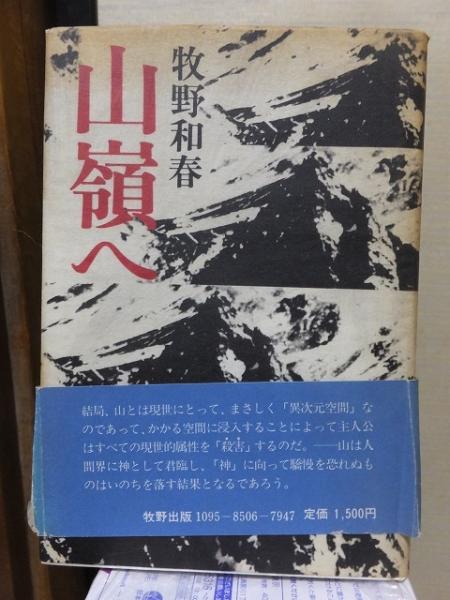 牧野和春
山嶺へ
結局、山とは現世にとって、まさしく「異次元空間」な
のであって、かかる空間に浸入することによって主人公
はすべての現世的属性を「殺害」するのだ。――山は人
間界に神として君臨し、「神」に向って驕慢を恐れぬも
のはいのちを落す結果となるであろう。
牧野出版 1095-8506-7947 定価 1,500円